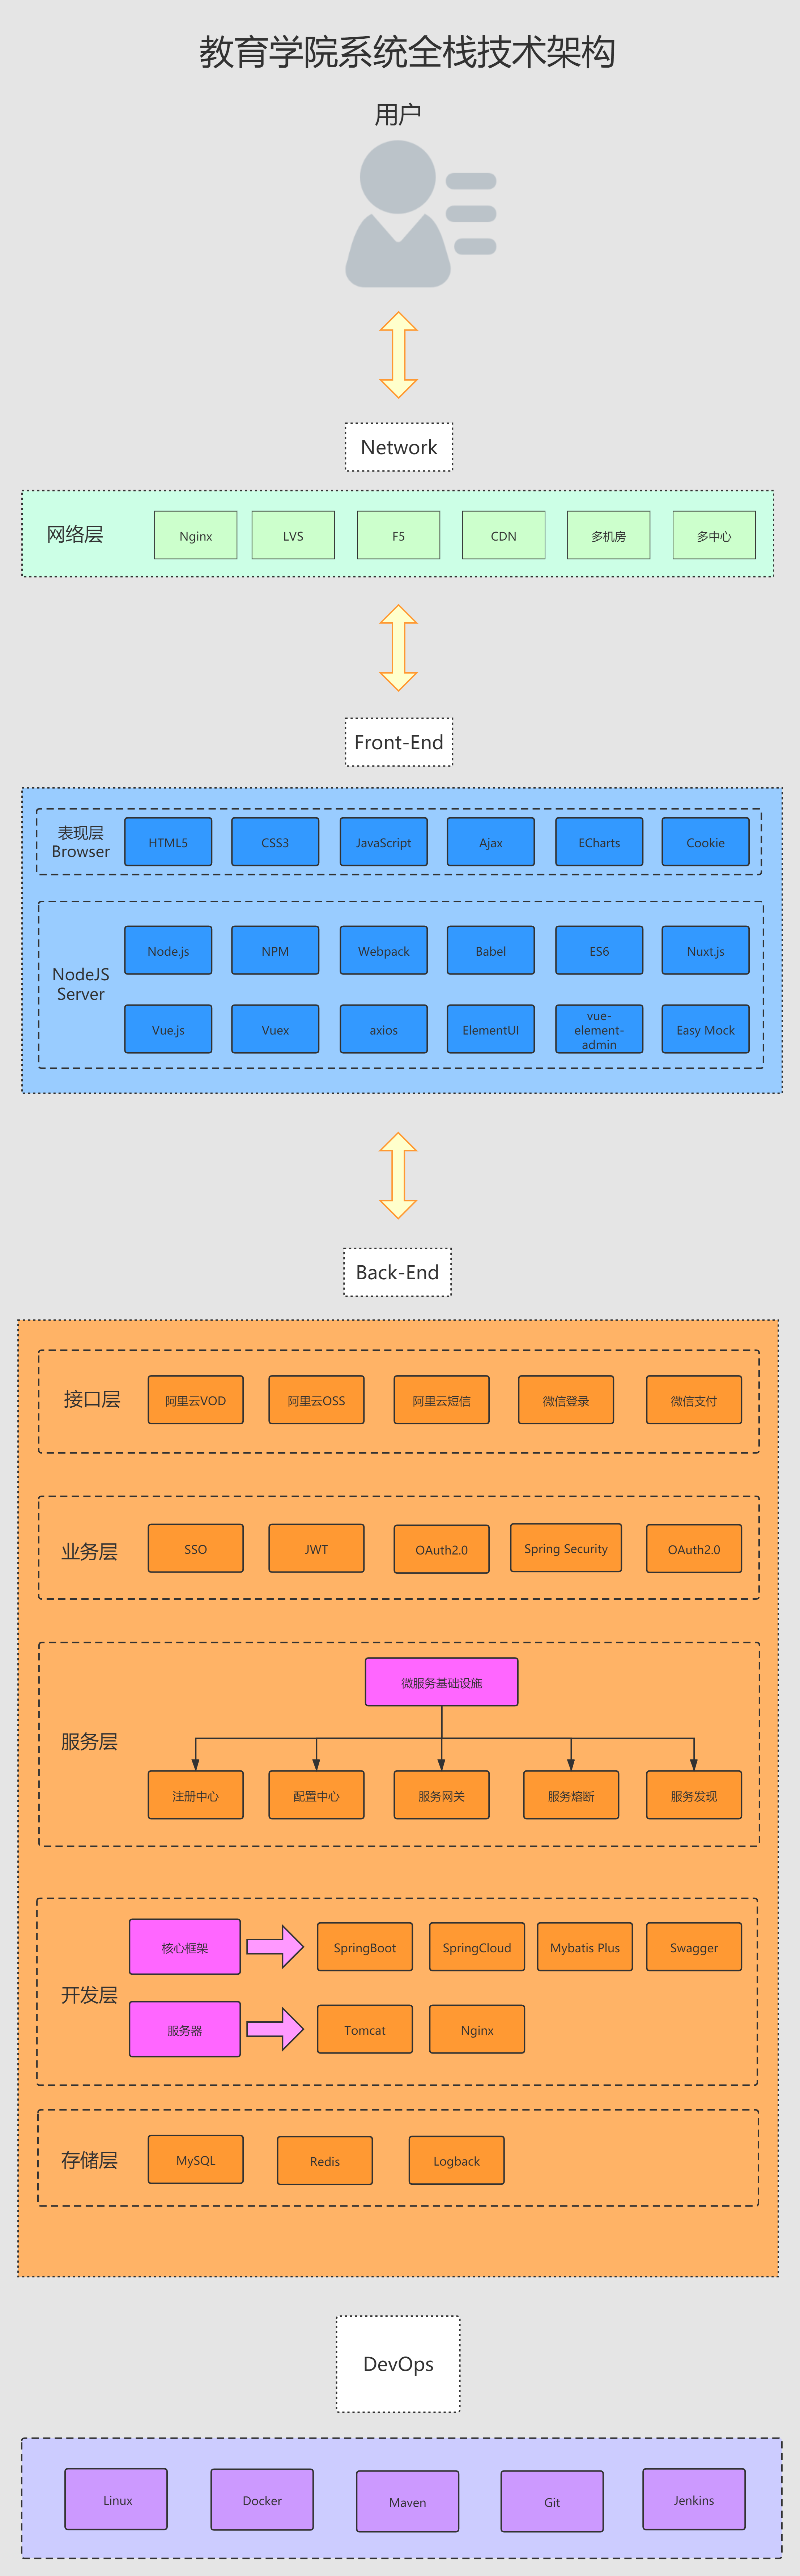 教育学院系统全栈技术架构
用户
Network
网络层
Nginx
LVS
F5
CDN
多机房
多中心
Front-End
表现层
Browser
HTML5
CSS3
JavaScript
Ajax
ECharts
Cookie
NodeJS
Server
Node.js
NPM
Webpack
Babel
ES6
Nuxt.js
Vue.js
Vuex
axios
ElementUI
vue-
element-
admin
Easy Mock
Back-End
接口层
阿里云VOD
阿里云OSS
阿里云短信
微信登录
微信支付
业务层
SSO
JWT
OAuth2.0
Spring Security
OAuth2.0
服务层
微服务基础设施
注册中心
配置中心
服务网关
服务熔断
服务发现
开发层
核心框架
SpringBoot
SpringCloud
Mybatis Plus
Swagger
服务器
Tomcat
Nginx
存储层
MySQL
Redis
Logback
DevOps
Linux
Docker
Maven
Git
Jenkins